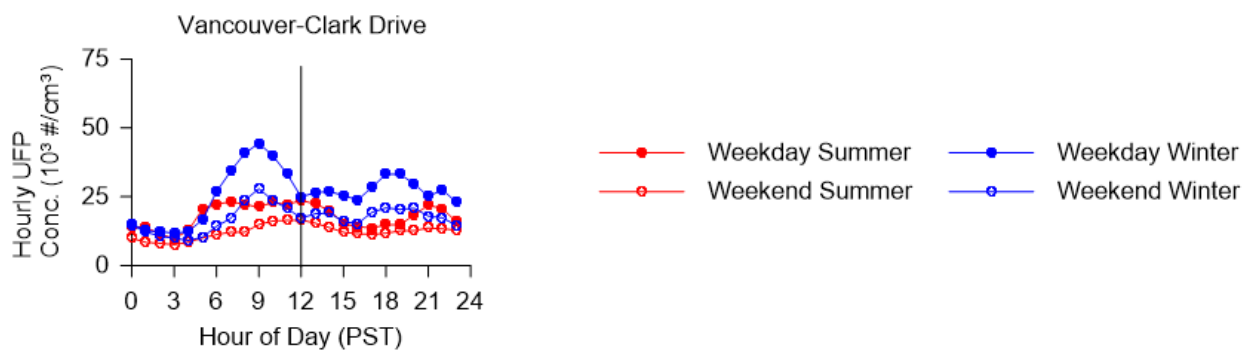 Vancouver-Clark Drive
Hourly UFP
Conc. (10³ #/cm³)
75
50
25
0
0 3 6 9 12 15 18 21 24
Hour of Day (PST)
Weekday Summer
Weekday Winter
Weekend Summer
Weekend Winter